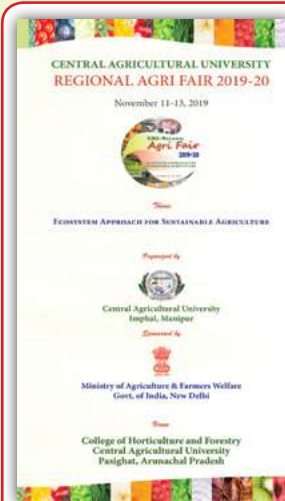 CENTRAL AGRICULTURAL UNIVERSITY
REGIONAL AGRI FAIR 2019-20
November 11-13, 2019
Agri Fair
2019-20
Theme
ECOSYSTEM APPROACH FOR SUSTAINABLE AGRICULTURE
Organized by
Central Agricultural University
Imphal, Manipur
Sponsored by
Ministry of Agriculture & Farmers Welfare
Govt. of India, New Delhi
Venue
College of Horticulture and Forestry
Central Agricultural University
Pasighat, Arunachal Pradesh